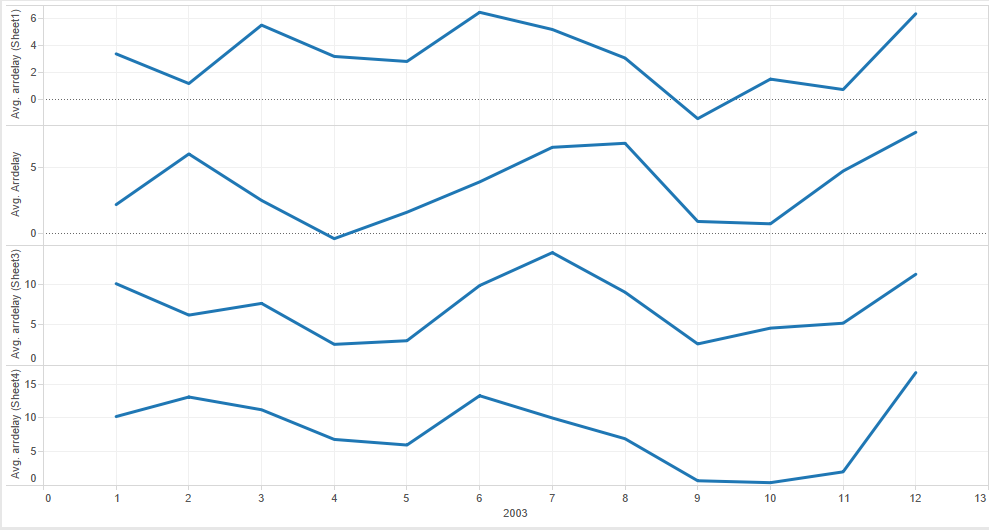 Avg. arrdelay (Sheet1)
6
4
2
0
Avg. Arrdelay
5
0
Avg. arrdelay (Sheet3)
10
5
0
Avg. arrdelay (Sheet4)
15
10
5
0
0 1 2 3 4 5 6 7 8 9 10 11 12 13
2003